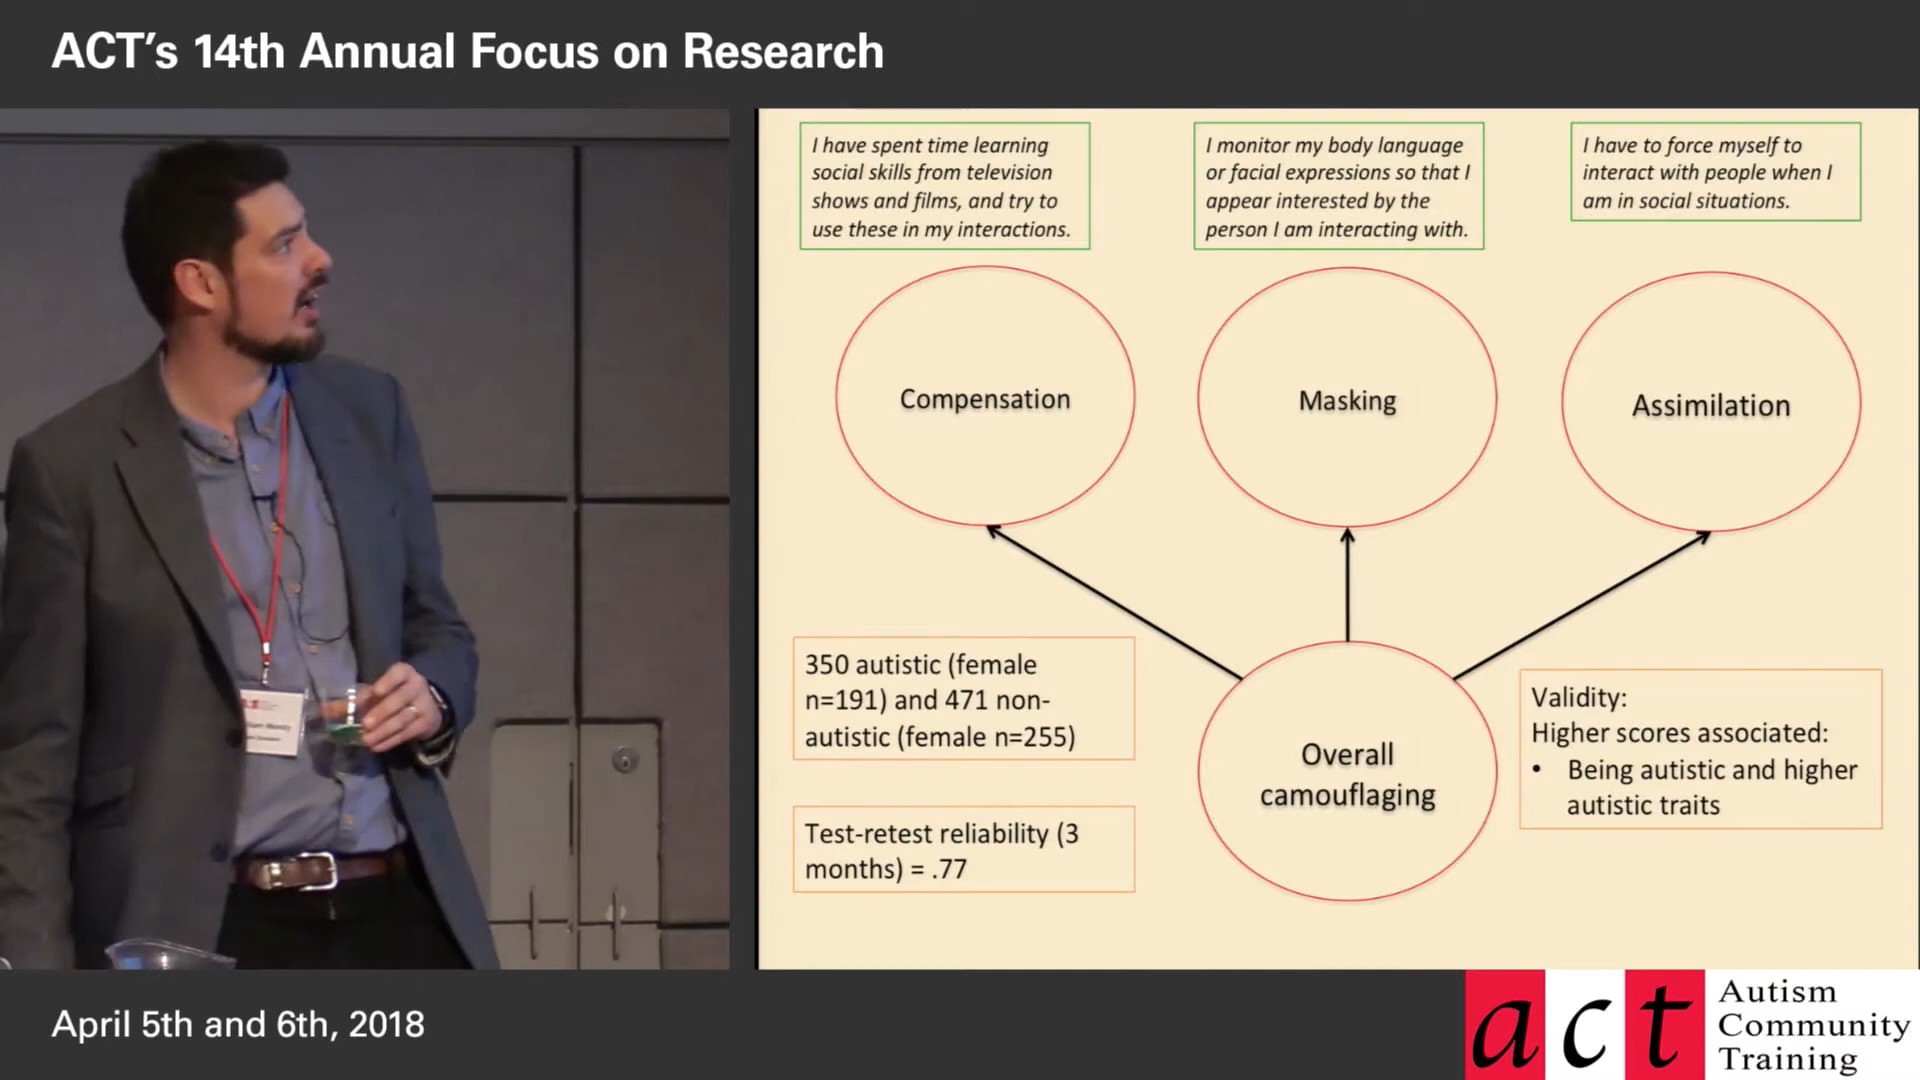 ACT's 14th Annual Focus on Research
I have spent time learning
social skills from television
shows and films, and try to
use these in my interactions.
I monitor my body language
or facial expressions so that I
appear interested by the
person I am interacting with.
I have to force myself to
interact with people when I
am in social situations.
Compensation
Masking
Assimilation
350 autistic (female
n=191) and 471 non-
autistic (female n=255)
Test-retest reliability (3
months) = .77
Overall
camouflaging
Validity:
Higher scores associated:
• Being autistic and higher
autistic traits
April 5th and 6th, 2018
act
Autism
Community
Training